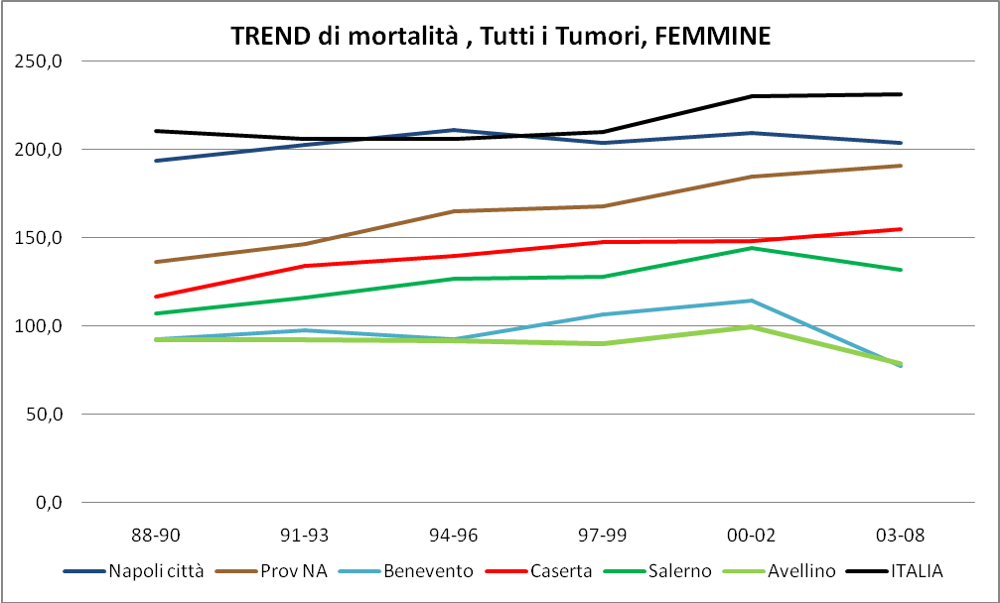 TREND di mortalità , Tutti i Tumori, FEMMINE
250,0
200,0
150,0
100,0
50,0
0,0
88-90 91-93 94-96 97-99 00-02 03-08
Napoli città Prov NA Benevento Caserta Salerno Avellino ITALIA